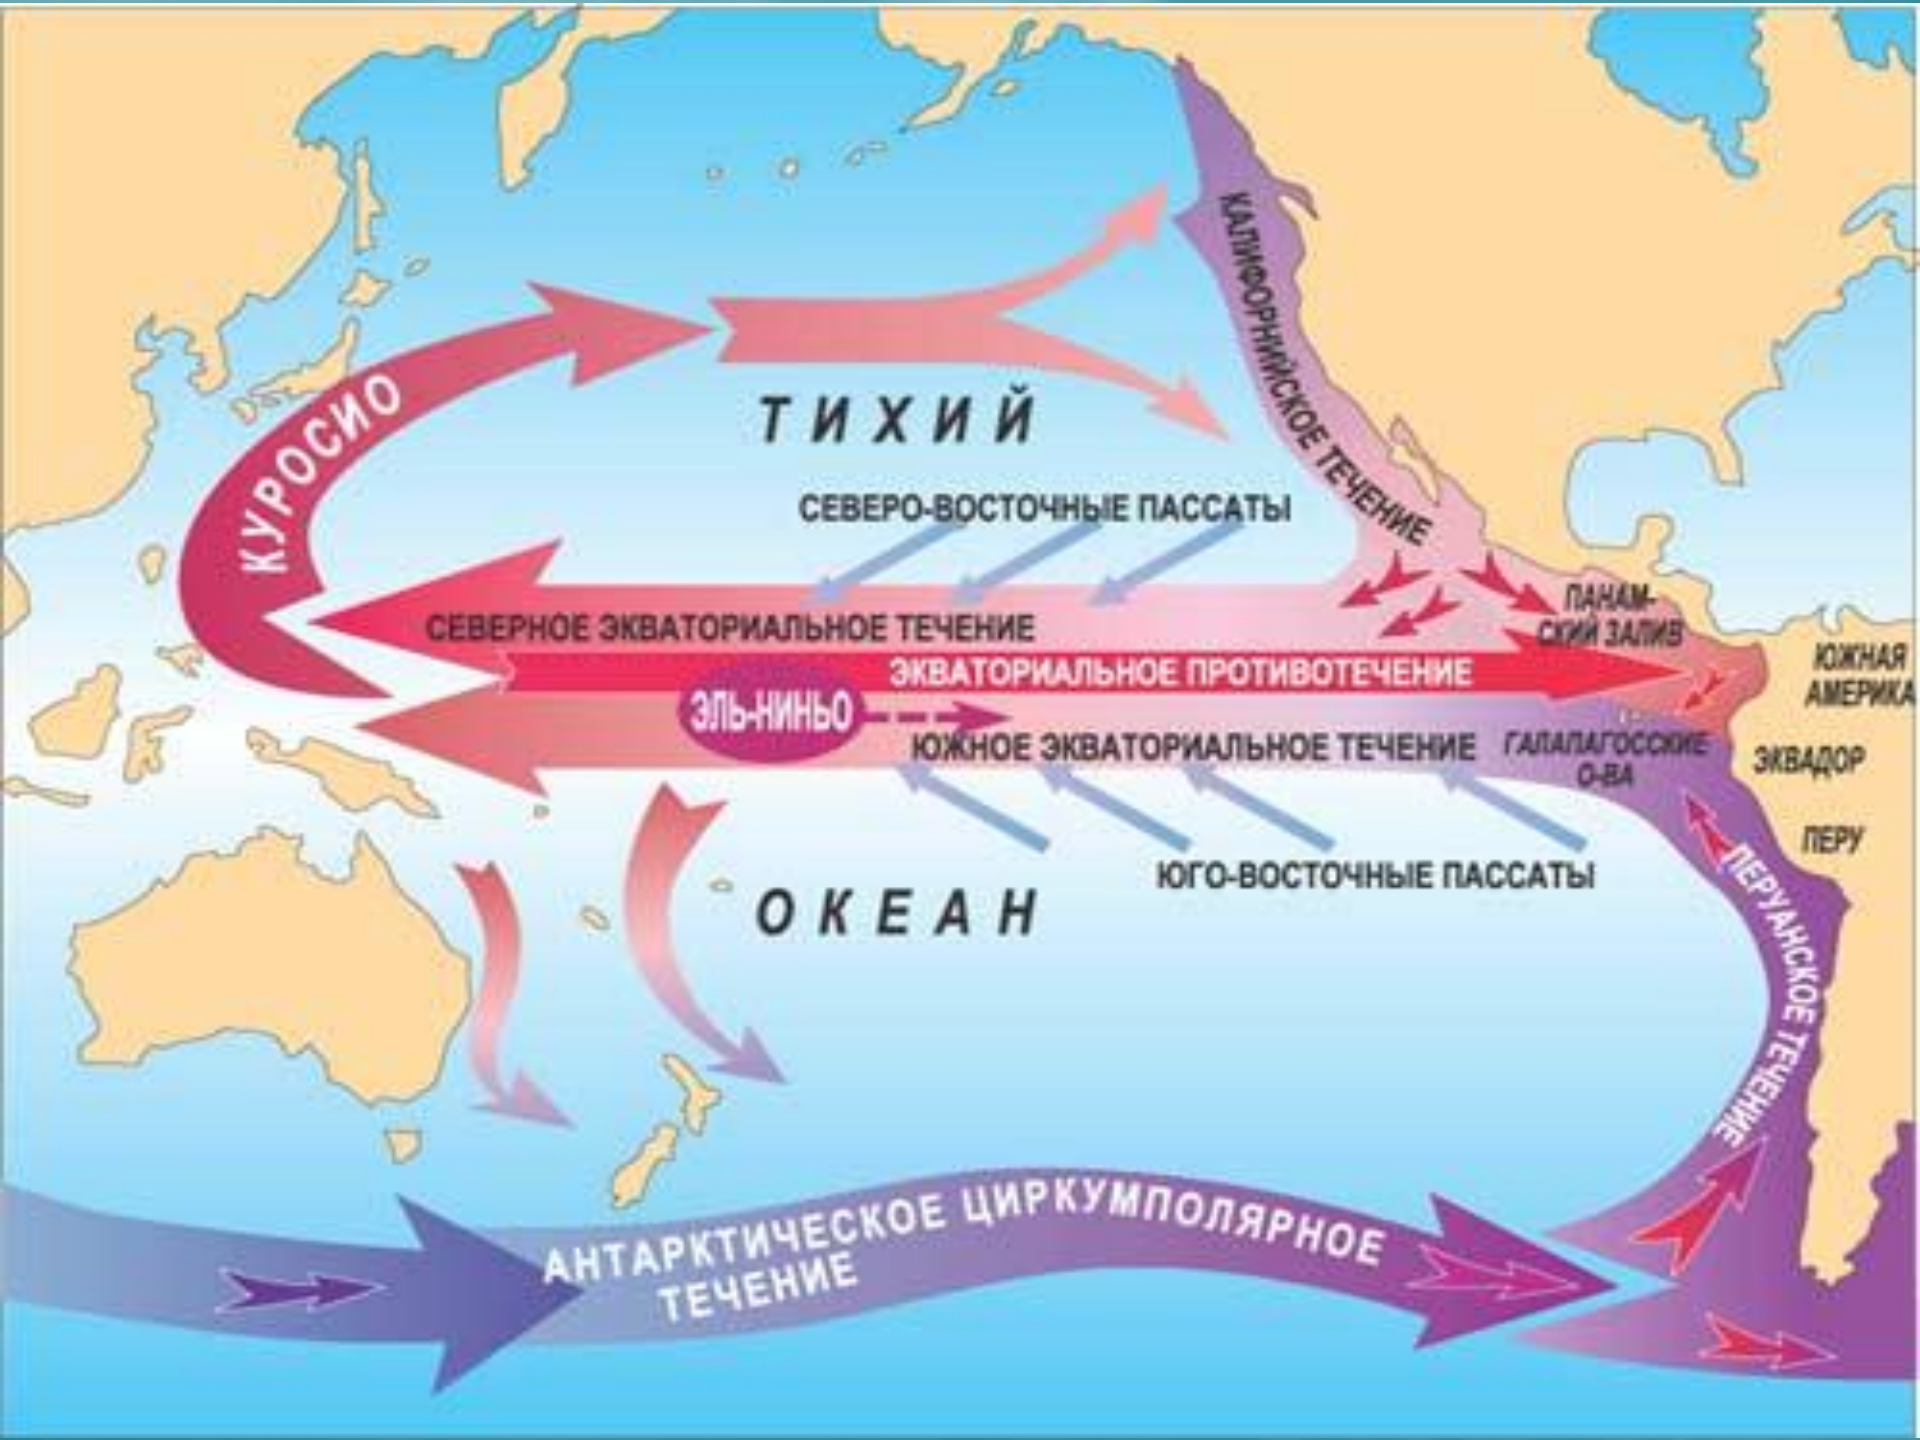 КАЛИФОРНИЙСКОЕ ТЕЧЕНИЕ
КУРОСИО
ТИХИЙ
СЕВЕРО-ВОСТОЧНЫЕ ПАССАТЫ
ПАНАМ-
СКИЙ ЗАЛИВ
СЕВЕРНОЕ ЭКВАТОРИАЛЬНОЕ ТЕЧЕНИЕ
ЭКВАТОРИАЛЬНОЕ ПРОТИВОТЕЧЕНИЕ
ЮЖНАЯ
АМЕРИКА
ЭЛЬ-НИНЬО
ЮЖНОЕ ЭКВАТОРИАЛЬНОЕ ТЕЧЕНИЕ
ГАЛАПАГОССКИЕ
О-ВА
ЭКВАДОР
ПЕРУ
ЮГО-ВОСТОЧНЫЕ ПАССАТЫ
ОКЕАН
ПЕРУАНСКОЕ ТЕЧЕНИЕ
АНТАРКТИЧЕСКОЕ ЦИРКУМПОЛЯРНОЕ
ТЕЧЕНИЕ